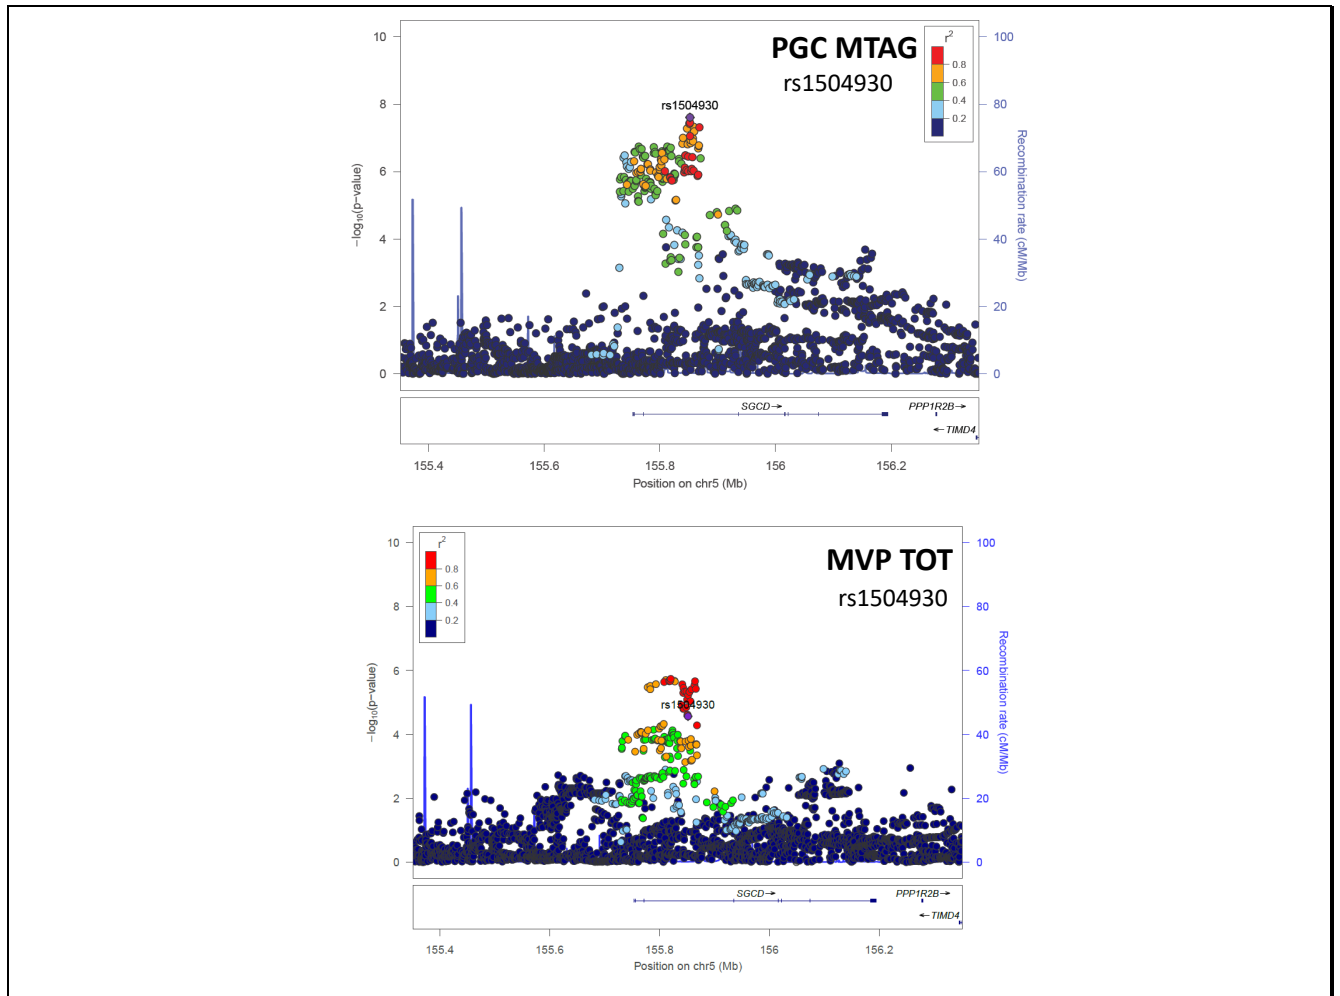 PGC MTAG
rs1504930
r2
0.8
0.6
0.4
0.2
rs1504930
10
8
6
4
2
0
−log10(p−value)
100
80
60
40
20
0
Recombination rate (cM/Mb)
SGCD→
PPP1R2B→
←TIMD4
155.4 155.6 155.8 156 156.2
Position on chr5 (Mb)
MVP TOT
rs1504930
r2
0.8
0.6
0.4
0.2
rs1504930
10
8
6
4
2
0
−log10(p−value)
100
80
60
40
20
0
Recombination rate (cM/Mb)
SGCD→
PPP1R2B→
←TIMD4
155.4 155.6 155.8 156 156.2
Position on chr5 (Mb)